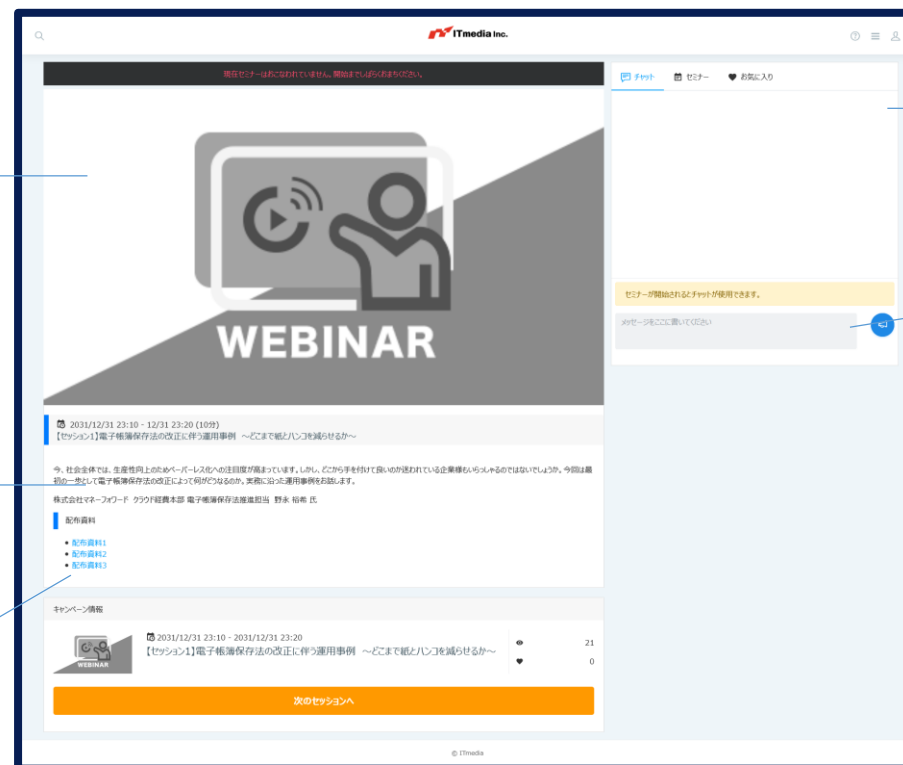 ITmedia Inc.
現在セミナーはおこなわれていません。開始までしばらくおまちください。
チャット セミナー お気に入り
WEBINAR
セミナーが開始されるとチャットが使用できます。
メッセージをここに書いてください
2031/12/31 23:10 - 12/31 23:20 (10分)
【セッション1】電子帳簿保存法の改正に伴う運用事例 ～どこまで紙とハンコを減らせるか～
今、社会全体では、生産性向上のためペーパーレス化への注目度が高まっています。しかし、どこから手を付けて良いのか迷われている企業様もいらっしゃるのではないでしょうか。今回は最
初の一歩として電子帳簿保存法の改正によって何がどうなるのか。実務に沿った運用事例をお話します。
株式会社マネーフォワード クラウド経費本部 電子帳簿保存法推進担当 野永 裕希 氏
配布資料
• 配布資料1
• 配布資料2
• 配布資料3
キャンペーン情報
WEBINAR
2031/12/31 23:10 - 2031/12/31 23:20
【セッション1】電子帳簿保存法の改正に伴う運用事例 ～どこまで紙とハンコを減らせるか～
21
0
次のセッションへ
© ITmedia